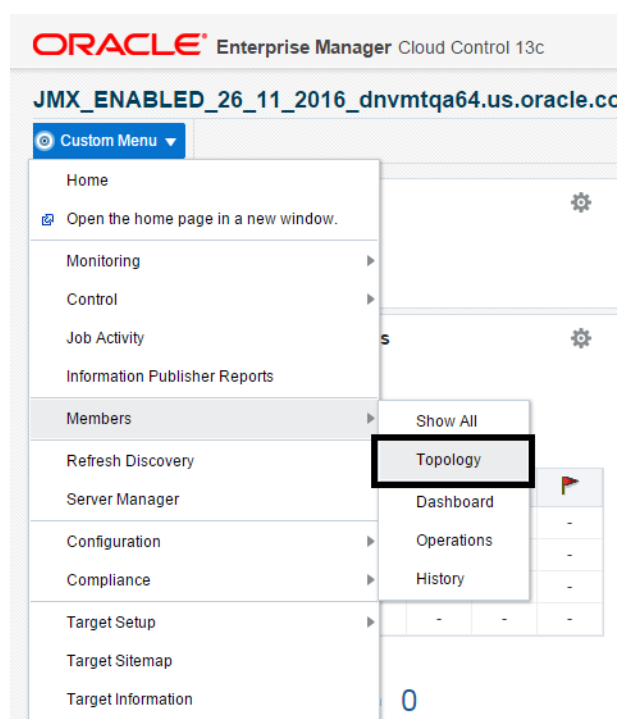 ORACLE Enterprise Manager Cloud Control 13c
JMX_ENABLED_26_11_2016_dnvmtqa64.us.oracle.co
Custom Menu
Home
Open the home page in a new window.
Monitoring
Control
Job Activity
s
Information Publisher Reports
Members
Show All
Refresh Discovery
Topology
Server Manager
Dashboard
-
Configuration
Operations
-
Compliance
History
-
Target Setup
- - -
Target Sitemap
Target Information
0